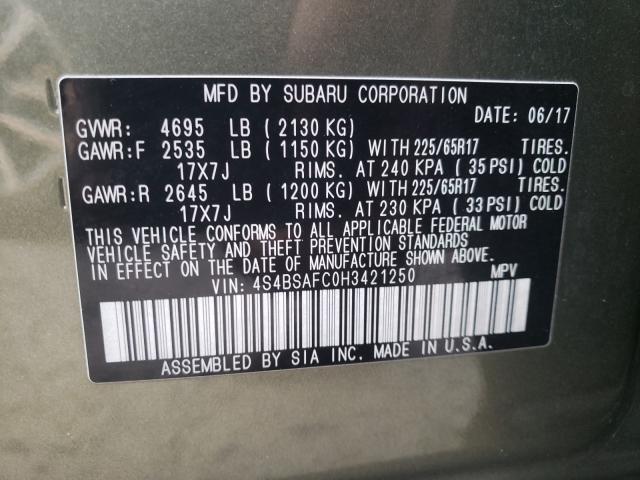 MFD BY SUBARU CORPORATION
DATE: 06/17
GVWR: 4695 LB ( 2130 KG)
GAWR:F 2535 LB ( 1150 KG) WITH 225/65R17 TIRES.
17X7J RIMS. AT 240 KPA ( 35 PSI) COLD
GAWR:R 2645 LB ( 1200 KG) WITH 225/65R17 TIRES.
17X7J RIMS. AT 230 KPA ( 33 PSI) COLD
THIS VEHICLE CONFORMS TO ALL APPLICABLE FEDERAL MOTOR
VEHICLE SAFETY AND THEFT PREVENTION STANDARDS
IN EFFECT ON THE DATE OF MANUFACTURE SHOWN ABOVE.
VIN: 4S4BSAFC0H3421250 MPV
ASSEMBLED BY SIA INC. MADE IN U.S.A.